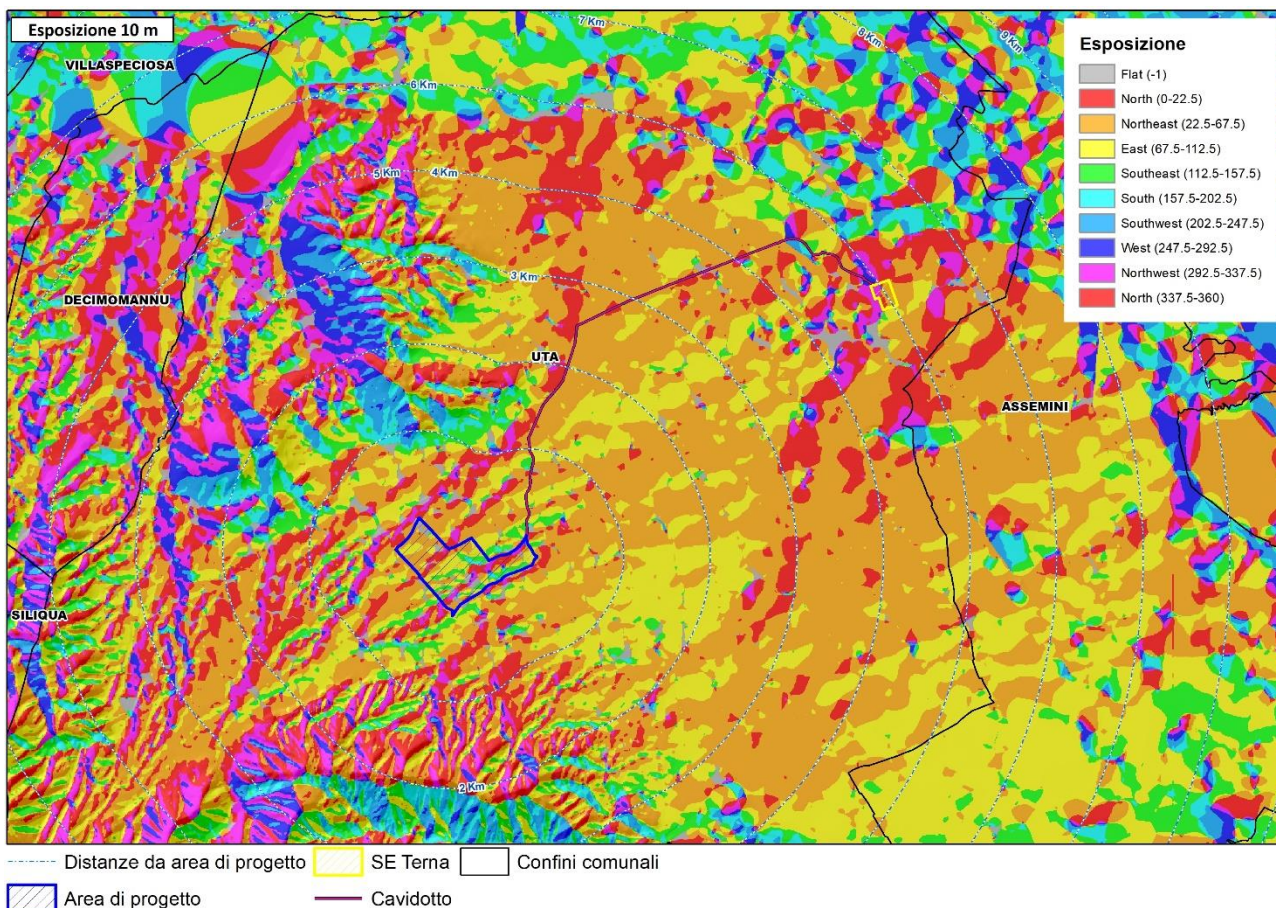 Esposizione 10 m
VILLASPECIOSA
7 Km
8 Km
9 Km
6 Km
5 Km
4 Km
3 Km
DECIMOMANNU
UTA
ASSEMINI
SILIQUA
2 Km
Esposizione
Flat (-1)
North (0-22.5)
Northeast (22.5-67.5)
East (67.5-112.5)
Southeast (112.5-157.5)
South (157.5-202.5)
Southwest (202.5-247.5)
West (247.5-292.5)
Northwest (292.5-337.5)
North (337.5-360)
Distanze da area di progetto
SE Terna
Confini comunali
Area di progetto
Cavidotto